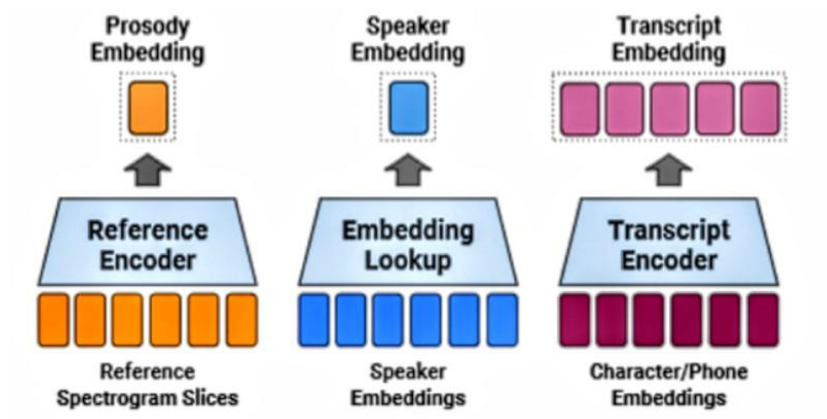 Prosody
Embedding
Speaker
Embedding
Transcript
Embedding
Reference
Encoder
Embedding
Lookup
Transcript
Encoder
Reference
Spectrogram Slices
Speaker
Embeddings
Character/Phone
Embeddings